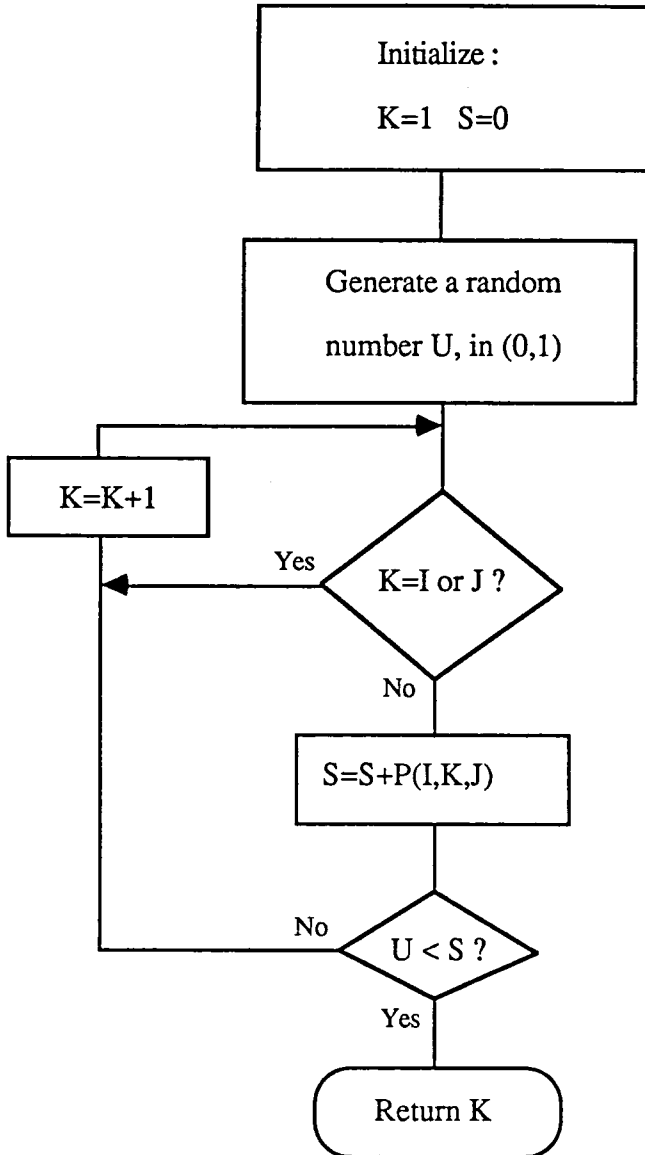 Initialize :
K=1 S=0
Generate a random
number U, in (0,1)
K=K+1
Yes
K=I or J ?
No
S=S+P(I,K,J)
No
U < S ?
Yes
Return K